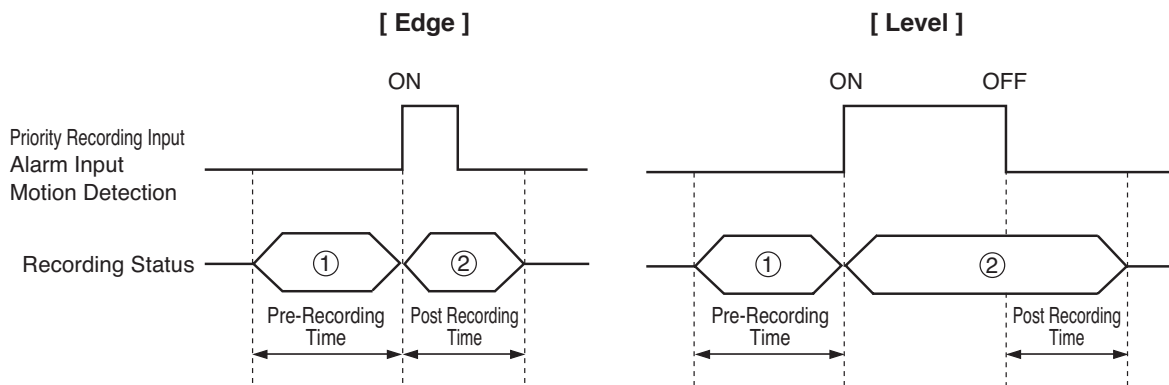 [ Edge ]
[ Level ]
ON
ON
OFF
Priority Recording Input
Alarm Input
Motion Detection
Recording Status
①
②
①
②
Pre-Recording
Time
Post Recording
Time
Pre-Recording
Time
Post Recording
Time